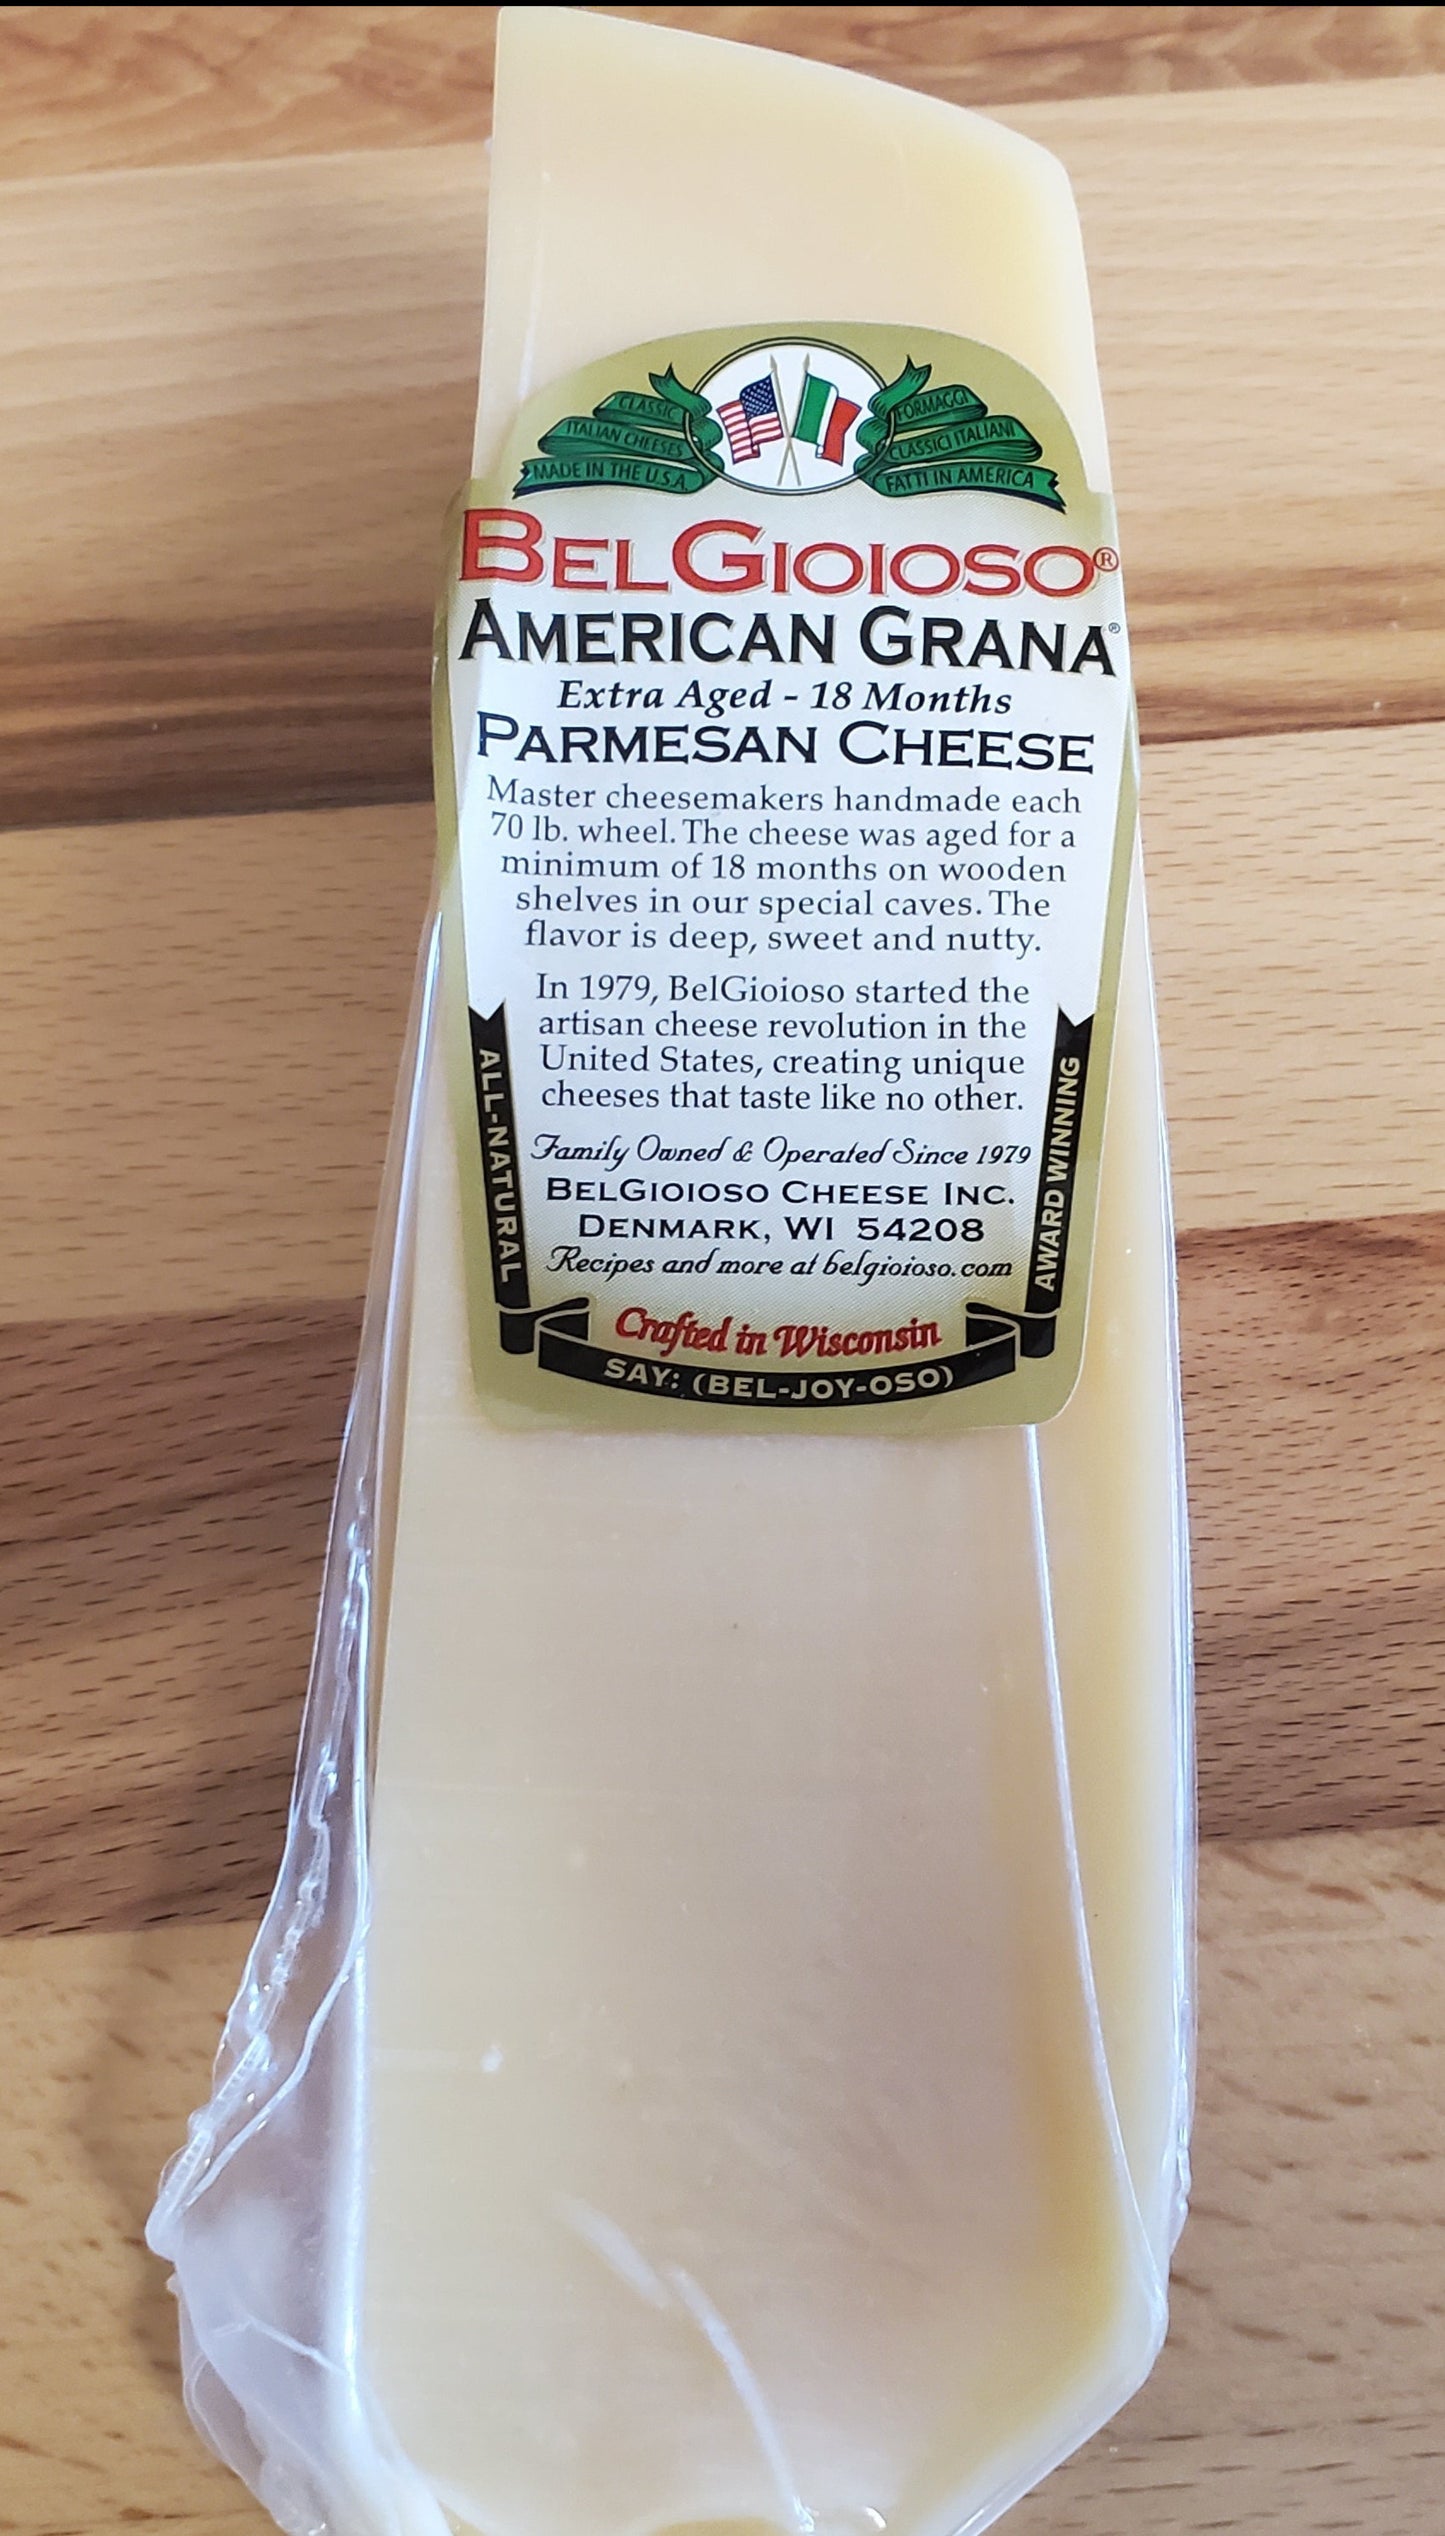 CLASSIC
ITALIAN CHEESES
MADE IN THE U.S.A.
FORMAGGI
CLASSICI ITALIANI
FATTI IN AMERICA
BELGIOIOSO®
AMERICAN GRANA®
Extra Aged - 18 Months
PARMESAN CHEESE
Master cheesemakers handmade each
70 lb. wheel. The cheese was aged for a
minimum of 18 months on wooden
shelves in our special caves. The
flavor is deep, sweet and nutty.
In 1979, BelGioioso started the
artisan cheese revolution in the
United States, creating unique
cheeses that taste like no other.
ALL-NATURAL
AWARD WINNING
Family Owned & Operated Since 1979
BELGIOIOSO CHEESE INC.
DENMARK, WI 54208
Recipes and more at belgioioso.com
Crafted in Wisconsin
SAY: (BEL-JOY-OSO)